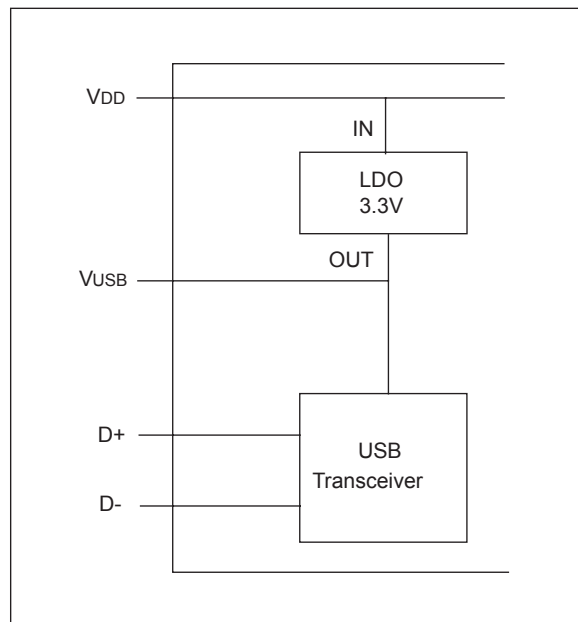 VDD
IN
LDO
3.3V
OUT
VUSB
D+
USB
Transceiver
D-